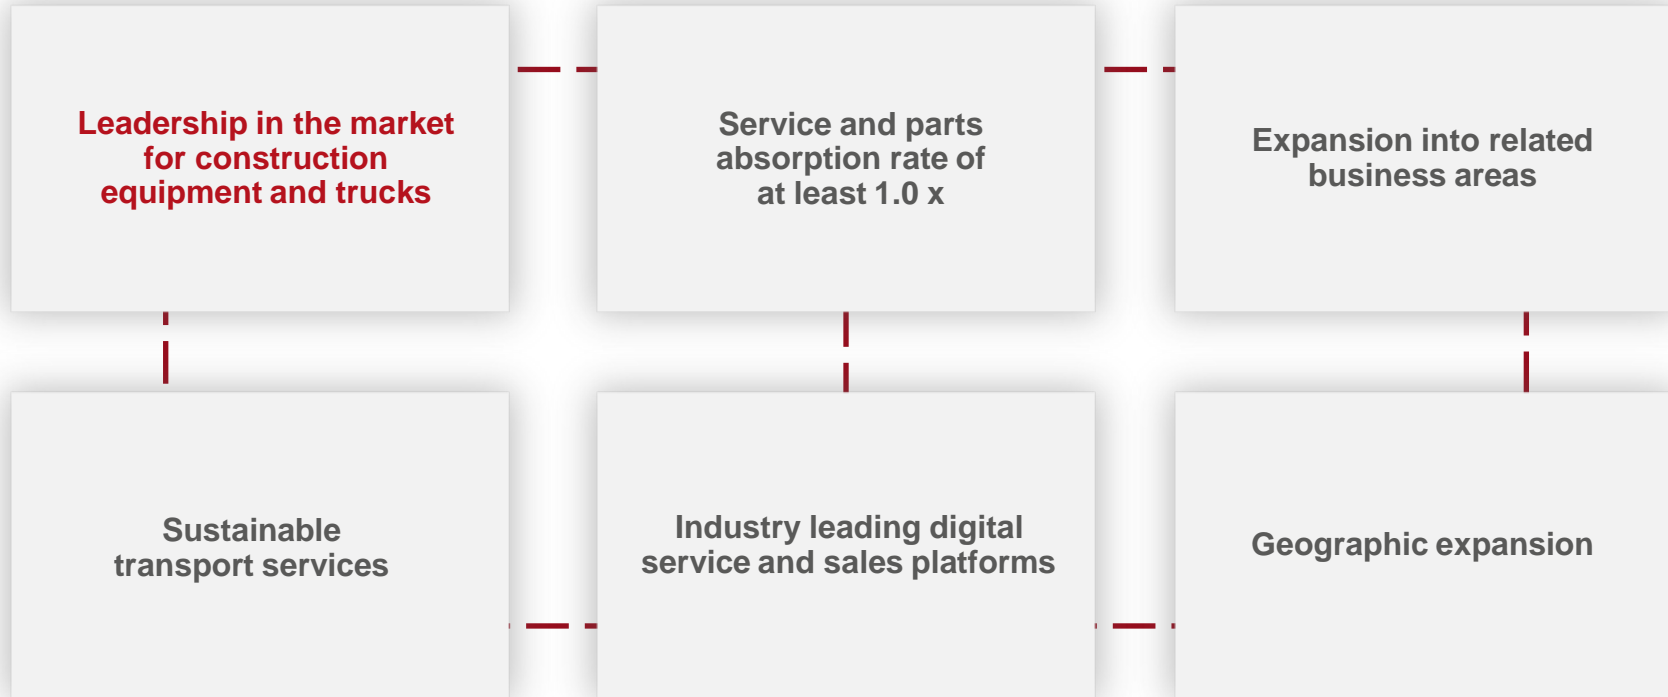 Leadership in the market
for construction
equipment and trucks
Service and parts
absorption rate of
at least 1.0 x
Expansion into related
business areas
Sustainable
transport services
Industry leading digital
service and sales platforms
Geographic expansion